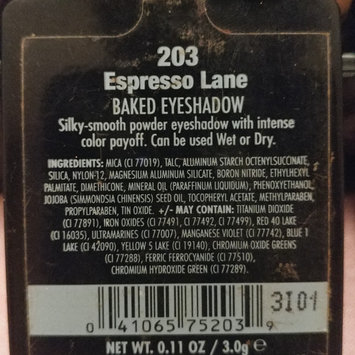 203
Espresso Lane
BAKED EYESHADOW
Silky-smooth powder eyeshadow with intense
color payoff. Can be used Wet or Dry.
INGREDIENTS: MICA (CI 77019), TALC, ALUMINUM STARCH OCTENYLSUCCINATE,
SILICA, NYLON-12, MAGNESIUM ALUMINUM SILICATE, BORON NITRIDE, ETHYLHEXYL
PALMITATE, DIMETHICONE, MINERAL OIL (PARAFFINUM LIQUIDUM), PHENOXYETHANOL,
JOJOBA (SIMMONDSIA CHINENSIS) SEED OIL, TOCOPHERYL ACETATE, METHYLPARABEN,
PROPYLPARABEN, TIN OXIDE. +/- MAY CONTAIN: TITANIUM DIOXIDE
(CI 77891), IRON OXIDES (CI 77491, CI 77492, CI 77499), RED 40 LAKE
(CI 16035), ULTRAMARINES (CI 77007), MANGANESE VIOLET (CI 77742), BLUE 1
LAKE (CI 42090), YELLOW 5 LAKE (CI 19140), CHROMIUM OXIDE GREENS
(CI 77288), FERRIC FERROCYANIDE (CI 77510),
CHROMIUM HYDROXIDE GREEN (CI 77289).
3I01
0 41065 75203 9
NET WT. 0.11 OZ / 3.0g e